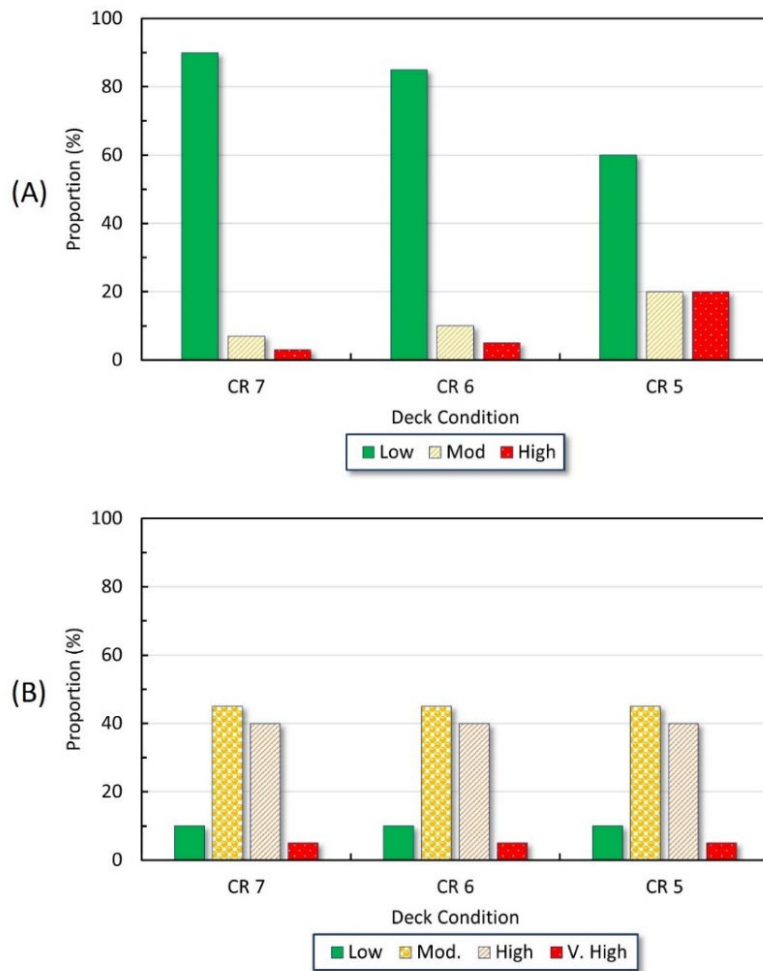 (A)
Proportion (%)
100
80
60
40
20
0
CR 7 CR 6 CR 5
Deck Condition
Low Mod High
(B)
Proportion (%)
100
80
60
40
20
0
CR 7 CR 6 CR 5
Deck Condition
Low Mod. High V. High